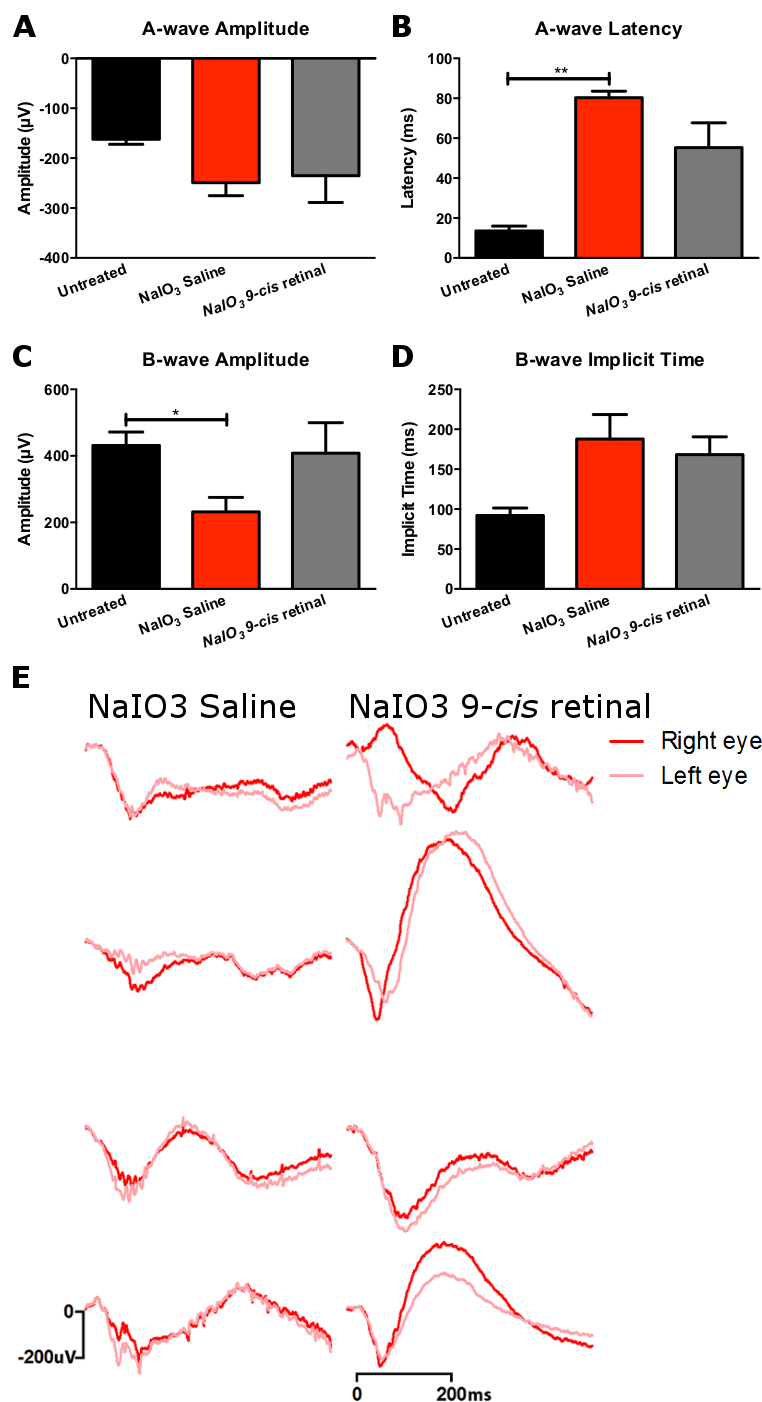 A
A-wave Amplitude
Amplitude (µV)
0
-100
-200
-300
-400
Untreated
NaIO3 Saline
NaIO3 9-cis retinal
B
A-wave Latency
Latency (ms)
100
80
60
40
20
0
**
Untreated
NaIO3 Saline
NaIO3 9-cis retinal
C
B-wave Amplitude
Amplitude (µV)
600
400
200
0
*
Untreated
NaIO3 Saline
NaIO3 9-cis retinal
D
B-wave Implicit Time
Implicit Time (ms)
250
200
150
100
50
0
Untreated
NaIO3 Saline
NaIO3 9-cis retinal
E
NaIO3 Saline
NaIO3 9-cis retinal
Right eye
Left eye
0
-200uV
0 200ms